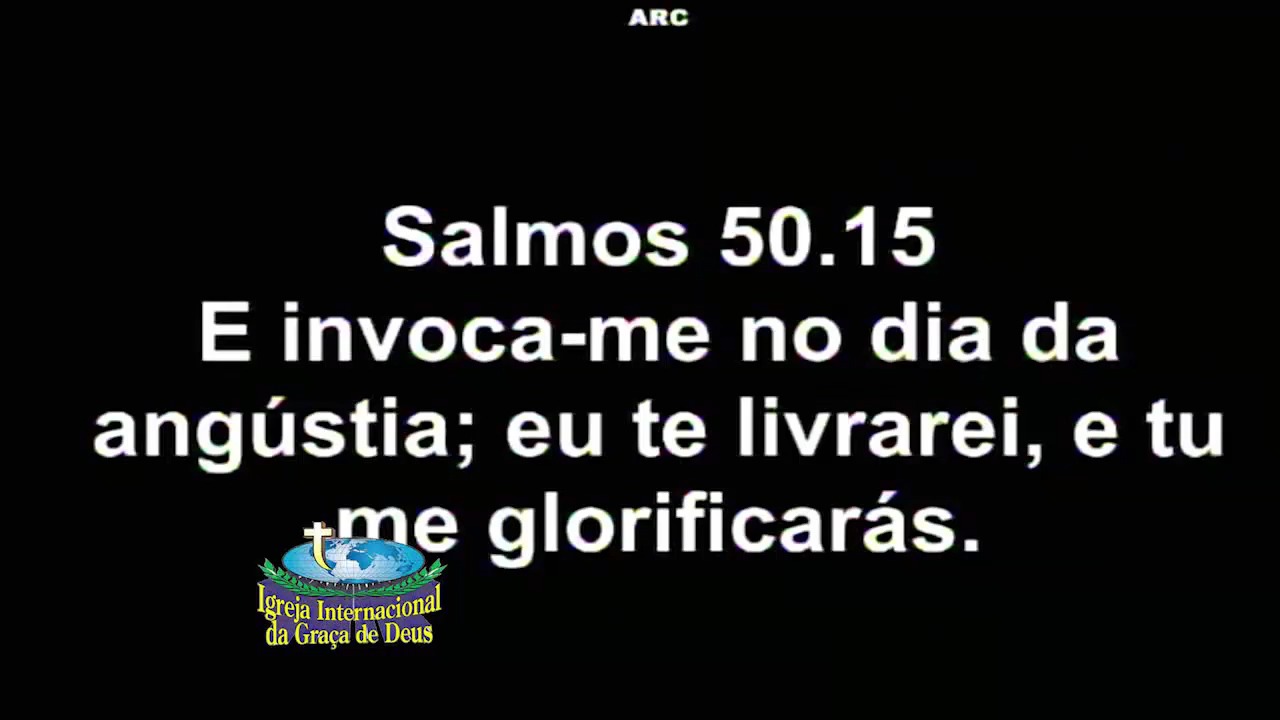 ARC
Salmos 50.15
E invoca-me no dia da
angústia; eu te livrarei, e tu
me glorificarás.
Igreja Internacional
da Graça de Deus